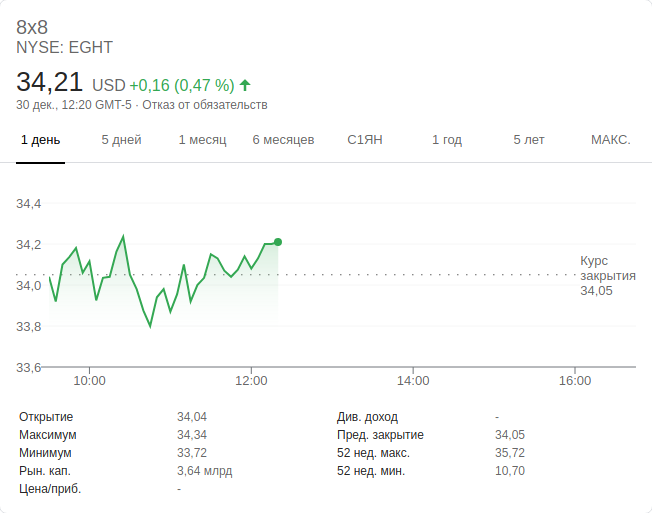 8x8
NYSE: EGHT
34,21 USD +0,16 (0,47 %)
30 дек., 12:20 GMT-5 · Отказ от обязательств
1 день 5 дней 1 месяц 6 месяцев С1ЯН 1 год 5 лет МАКС.
34,4
34,2
34,0
33,8
33,6
Курс
закрытия
34,05
10:00 12:00 14:00 16:00
Открытие 34,04
Максимум 34,34
Минимум 33,72
Рын. кап. 3,64 млрд
Цена/приб. -
Див. доход -
Пред. закрытие 34,05
52 нед. макс. 35,72
52 нед. мин. 10,70